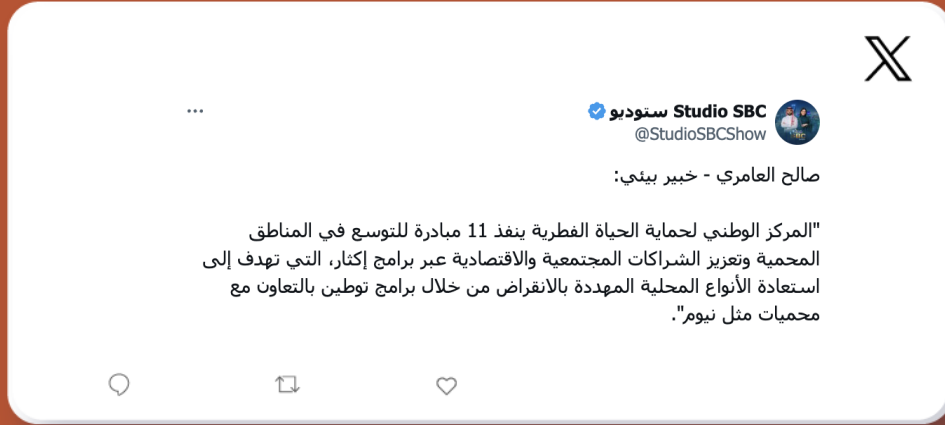 Studio SBC ستوديو
@StudioSBCShow
صالح العامري - خبير بيئي:
"المركز الوطني لحماية الحياة الفطرية ينفذ 11 مبادرة للتوسع في المناطق
المحمية وتعزيز الشراكات المجتمعية والاقتصادية عبر برامج إكثار، التي تهدف إلى
استعادة الأنواع المحلية المهددة بالانقراض من خلال برامج توطين بالتعاون مع
محميات مثل نيوم".